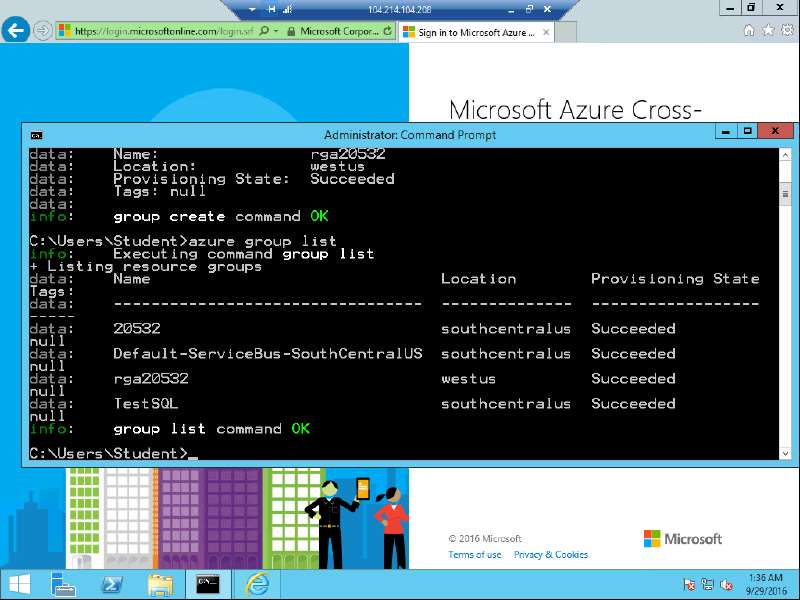 104.214.104.208
https://login.microsoftonline.com/login.srf
Microsoft Corpor...
Sign in to Microsoft Azure ...
Microsoft Azure Cross-
Administrator: Command Prompt
data:    Name:                rga20532
data:    Location:            westus
data:    Provisioning State:  Succeeded
data:    Tags: null
data:
info:    group create command OK
C:\Users\Student>azure group list
info:    Executing command group list
+ Listing resource groups
data:    Name                               Location        Provisioning State
Tags:
data:    ---------------------------------  --------------  ------------------
-----
data:    20532                              southcentralus  Succeeded
null
data:    Default-ServiceBus-SouthCentralUS  southcentralus  Succeeded
null
data:    rga20532                           westus          Succeeded
null
data:    TestSQL                            southcentralus  Succeeded
null
info:    group list command OK
C:\Users\Student>_
© 2016 Microsoft
Microsoft
Terms of use    Privacy & Cookies
1:36 AM
9/29/2016